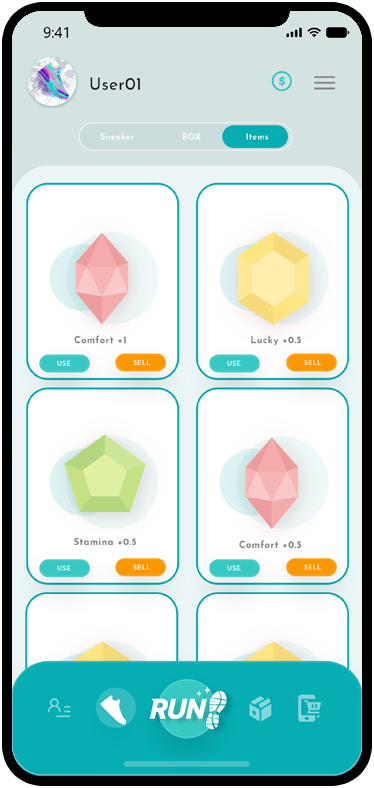 9:41
User01
$
Sneaker BOX Items
Comfort +1
Lucky +0.5
USE SELL
USE SELL
Stamina +0.5
Comfort +0.5
USE SELL
USE SELL
RUN